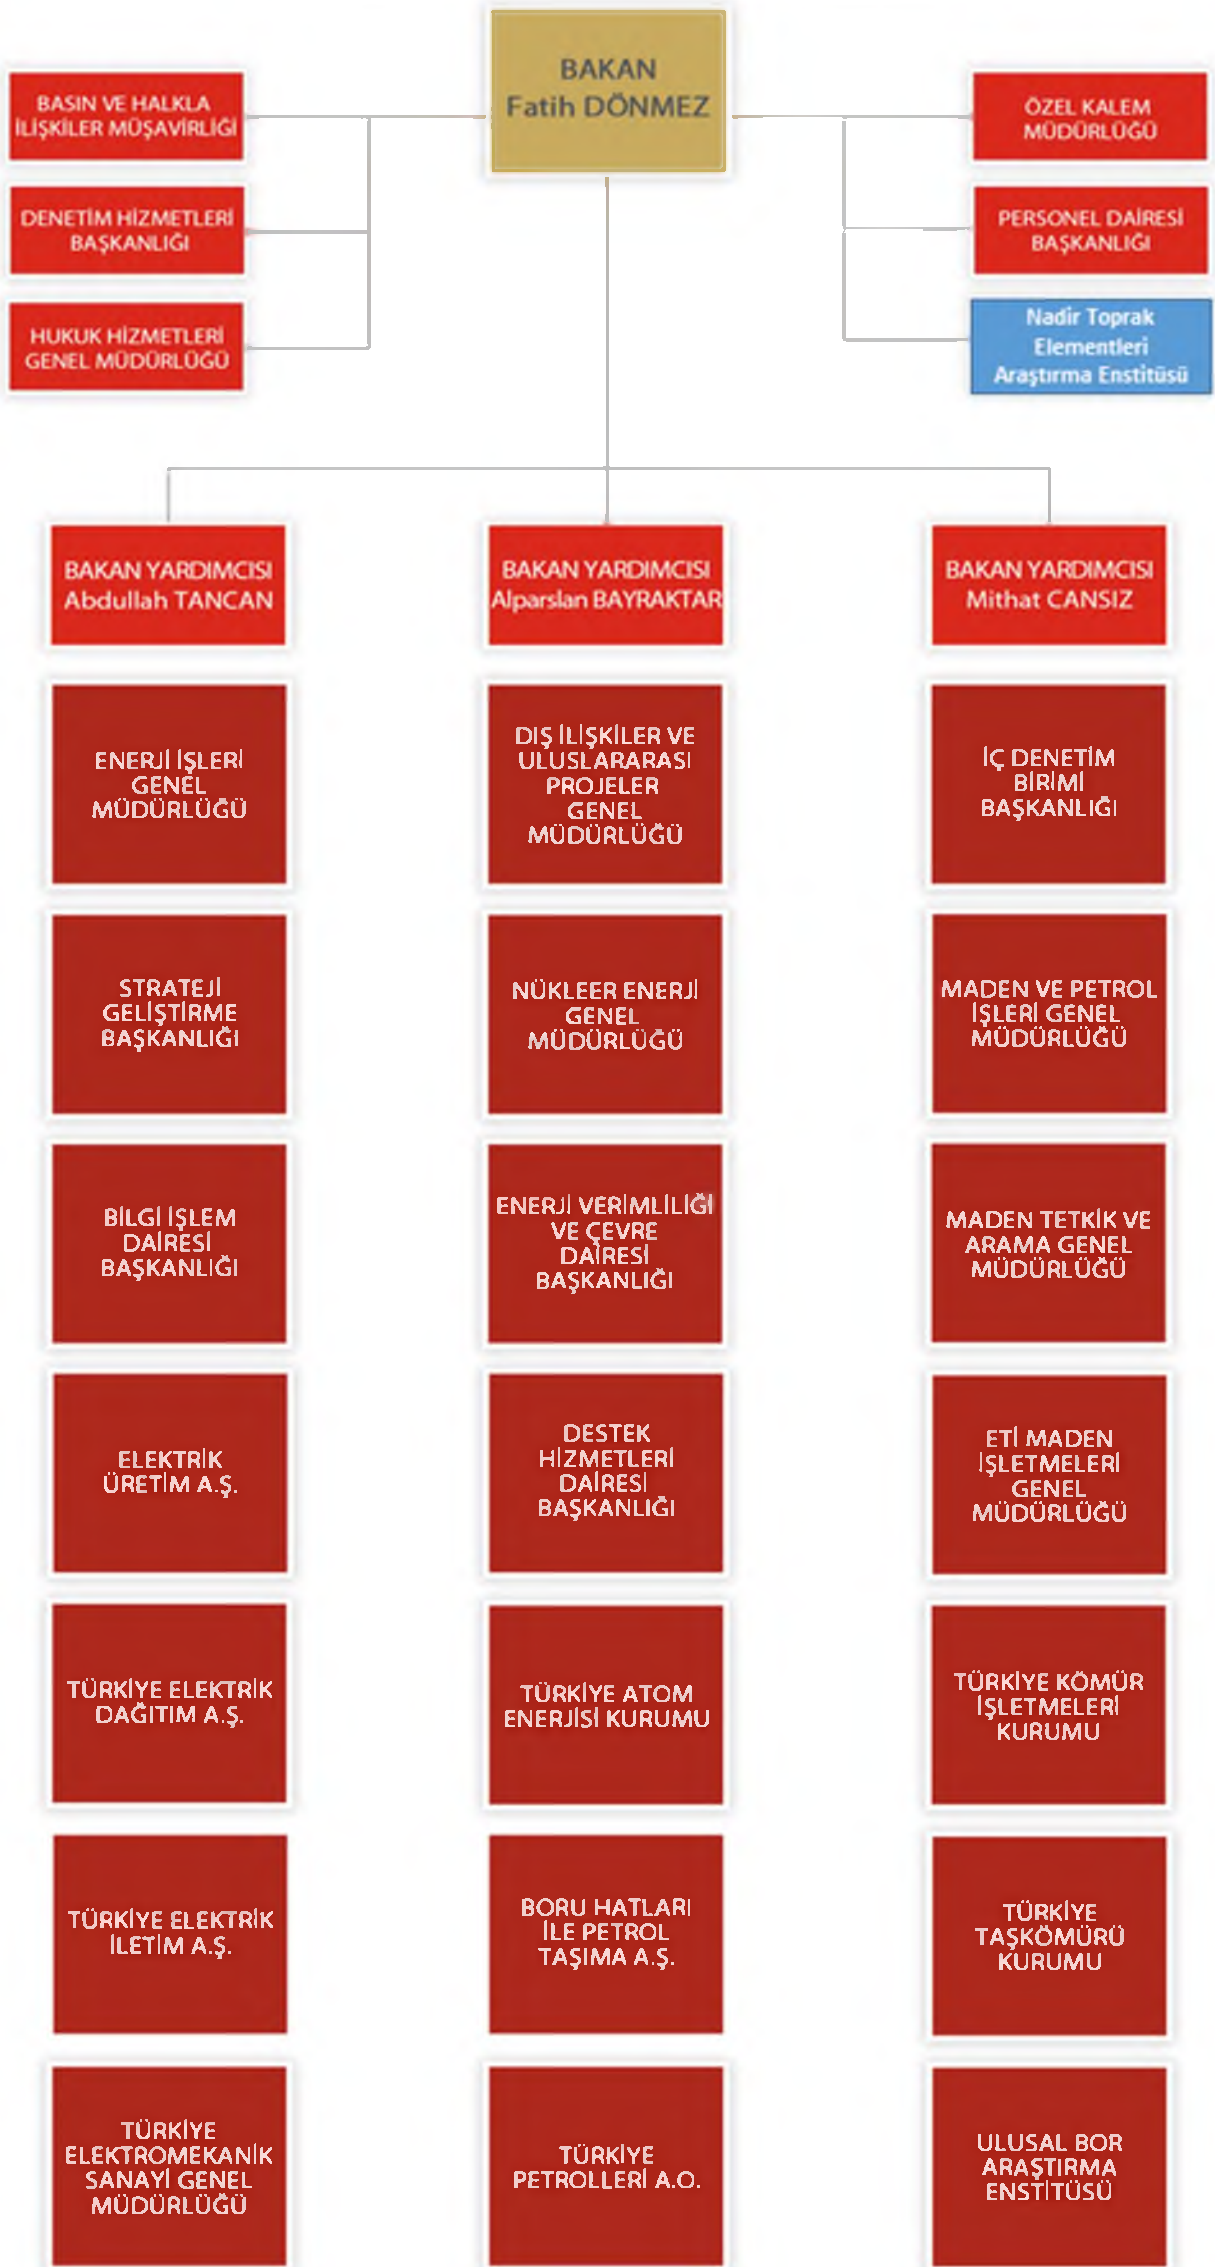 BAKAN
Fatih DÖNMEZ
BASIN VE HALKLA
İLİŞKİLER MÜŞAVİRLİĞİ
DENETİM HİZMETLERİ
BAŞKANLIĞI
HUKUK HİZMETLERİ
GENEL MÜDÜRLÜĞÜ
ÖZEL KALEM
MÜDÜRLÜĞÜ
PERSONEL DAİRESİ
BAŞKANLIĞI
Nadir Toprak
Elementleri
Araştırma Enstitüsü
BAKAN YARDIMCISI
Abdullah TANCAN
ENERJİ İŞLERİ
GENEL
MÜDÜRLÜĞÜ
STRATEJİ
GELİŞTİRME
BAŞKANLIĞI
BİLGİ İŞLEM
DAİRESİ
BAŞKANLIĞI
ELEKTRİK
ÜRETİM A.Ş.
TÜRKİYE ELEKTRİK
DAĞITIM A.Ş.
TÜRKİYE ELEKTRİK
İLETİM A.Ş.
TÜRKİYE
ELEKTROMEKANİK
SANAYİ GENEL
MÜDÜRLÜĞÜ
BAKAN YARDIMCISI
Alparslan BAYRAKTAR
DIŞ İLİŞKİLER VE
ULUSLARARASI
PROJELER
GENEL
MÜDÜRLÜĞÜ
NÜKLEER ENERJİ
GENEL
MÜDÜRLÜĞÜ
ENERJİ VERİMLİLİĞİ
VE ÇEVRE
DAİRESİ
BAŞKANLIĞI
DESTEK
HİZMETLERİ
DAİRESİ
BAŞKANLIĞI
TÜRKİYE ATOM
ENERJİSİ KURUMU
BORU HATLARI
İLE PETROL
TAŞIMA A.Ş.
TÜRKİYE
PETROLLERİ A.O.
BAKAN YARDIMCISI
Mithat CANSIZ
İÇ DENETİM
BİRİMİ
BAŞKANLIĞI
MADEN VE PETROL
İŞLERİ GENEL
MÜDÜRLÜĞÜ
MADEN TETKİK VE
ARAMA GENEL
MÜDÜRLÜĞÜ
ETİ MADEN
İŞLETMELERİ
GENEL
MÜDÜRLÜĞÜ
TÜRKİYE KÖMÜR
İŞLETMELERİ
KURUMU
TÜRKİYE
TAŞKÖMÜRÜ
KURUMU
ULUSAL BOR
ARAŞTIRMA
ENSTİTÜSÜ